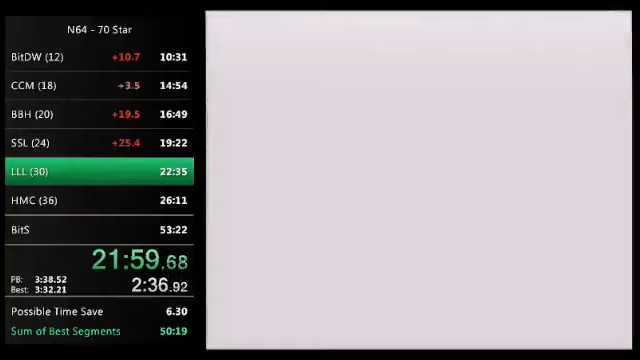 N64 - 70 Star
BitDW (12) +10.7 10:31
CCM (18) +3.5 14:54
BBH (20) +19.5 16:49
SSL (24) +25.4 19:22
LLL (30) 22:35
HMC (36) 26:11
BitS 53:22
21:59.68
PB: 3:38.52
Best: 3:32.21 2:36.92
Possible Time Save 6.30
Sum of Best Segments 50:19